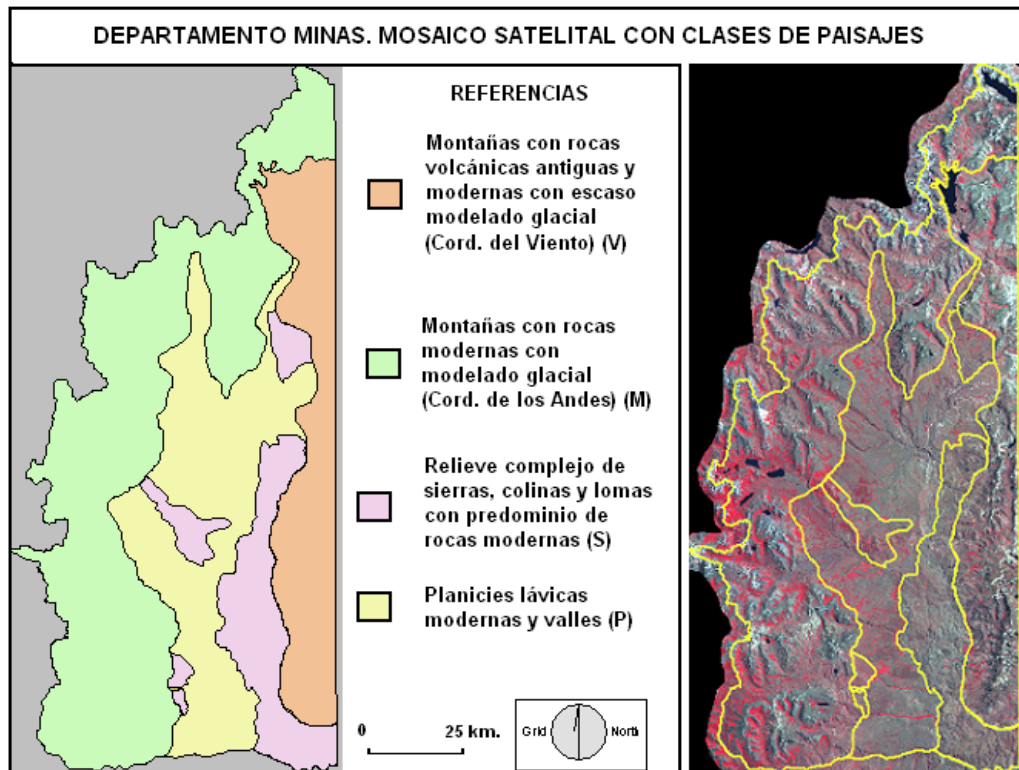 DEPARTAMENTO MINAS. MOSAICO SATELITAL CON CLASES DE PAISAJES
REFERENCIAS
Montañas con rocas
volcánicas antiguas y
modernas con escaso
modelado glacial
(Cord. del Viento) (V)
Montañas con rocas
modernas con
modelado glacial
(Cord. de los Andes) (M)
Relieve complejo de
sierras, colinas y lomas
con predominio de
rocas modernas (S)
Planicies lávicas
modernas y valles (P)
0 25 km.
Grid North